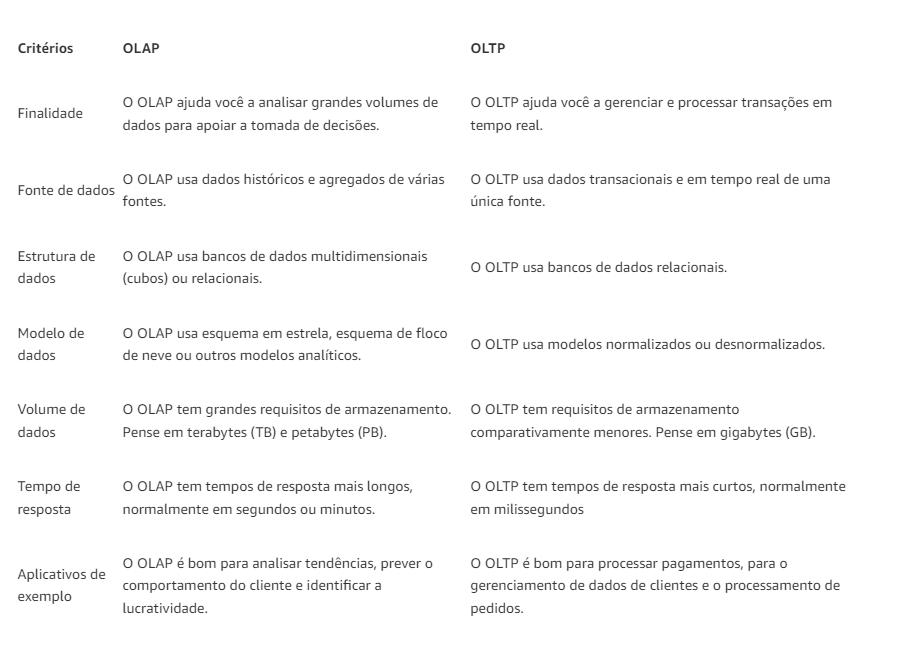 Critérios OLAP OLTP
Finalidade
O OLAP ajuda você a analisar grandes volumes de
dados para apoiar a tomada de decisões.
O OLTP ajuda você a gerenciar e processar transações em
tempo real.
Fonte de dados
O OLAP usa dados históricos e agregados de várias
fontes.
O OLTP usa dados transacionais e em tempo real de uma
única fonte.
Estrutura de
dados
O OLAP usa bancos de dados multidimensionais
(cubos) ou relacionais.
O OLTP usa bancos de dados relacionais.
Modelo de
dados
O OLAP usa esquema em estrela, esquema de floco
de neve ou outros modelos analíticos.
O OLTP usa modelos normalizados ou desnormalizados.
Volume de
dados
O OLAP tem grandes requisitos de armazenamento.
Pense em terabytes (TB) e petabytes (PB).
O OLTP tem requisitos de armazenamento
comparativamente menores. Pense em gigabytes (GB).
Tempo de
resposta
O OLAP tem tempos de resposta mais longos,
normalmente em segundos ou minutos.
O OLTP tem tempos de resposta mais curtos, normalmente
em milissegundos
Aplicativos de
exemplo
O OLAP é bom para analisar tendências, prever o
comportamento do cliente e identificar a
lucratividade.
O OLTP é bom para processar pagamentos, para o
gerenciamento de dados de clientes e o processamento de
pedidos.